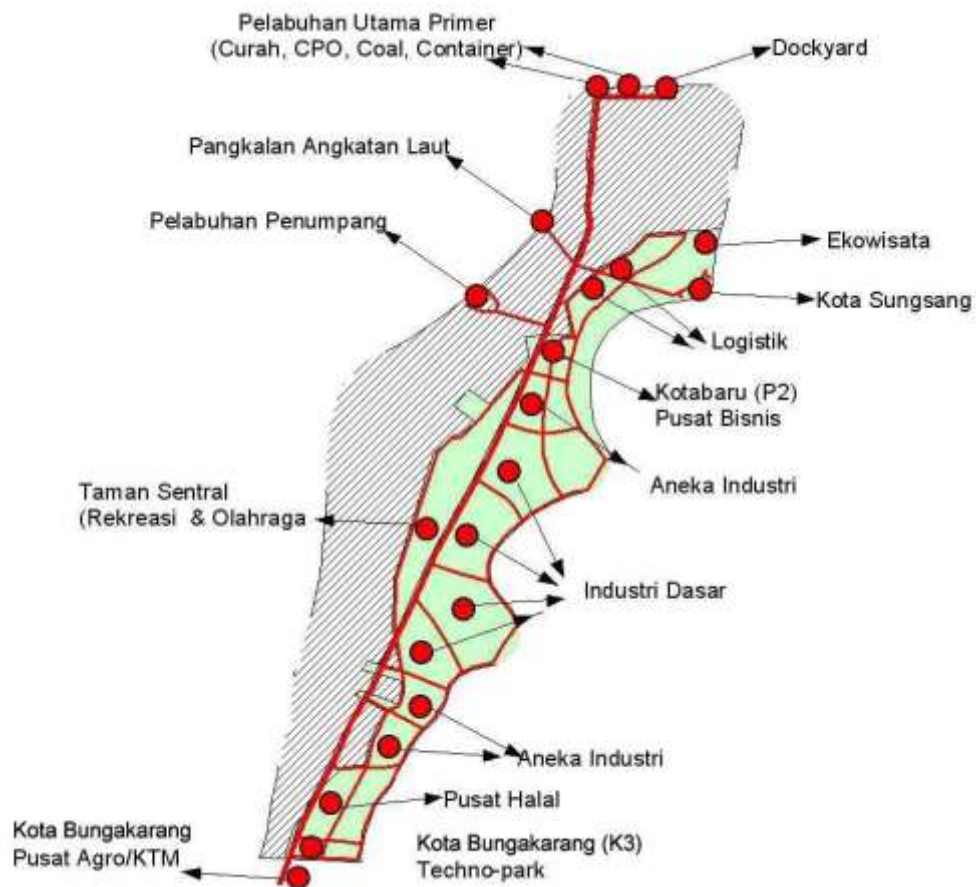 Pelabuhan Utama Primer
(Curah, CPO, Coal, Container)
Dockyard
Pangkalan Angkatan Laut
Pelabuhan Penumpang
Ekowisata
Kota Sungsang
Logistik
Kotabaru (P2)
Pusat Bisnis
Aneka Industri
Taman Sentral
(Rekreasi & Olahraga
Industri Dasar
Aneka Industri
Pusat Halal
Kota Bungakarang
Pusat Agro/KTM
Kota Bungakarang (K3)
Techno-park